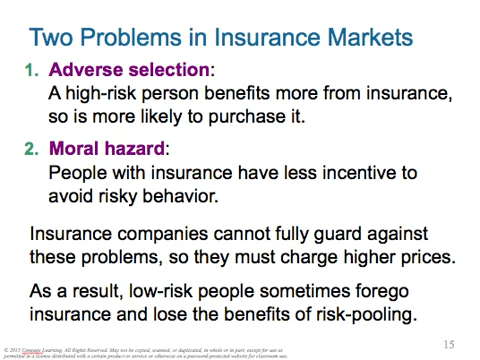 Two Problems in Insurance Markets
1. Adverse selection:
A high-risk person benefits more from insurance,
so is more likely to purchase it.
2. Moral hazard:
People with insurance have less incentive to
avoid risky behavior.
Insurance companies cannot fully guard against
these problems, so they must charge higher prices.
As a result, low-risk people sometimes forego
insurance and lose the benefits of risk-pooling.
15
© 2015 Cengage Learning. All Rights Reserved. May not be copied, scanned, or duplicated, in whole or in part, except for use as
permitted in a license distributed with a certain product or service or otherwise on a password-protected website for classroom use.